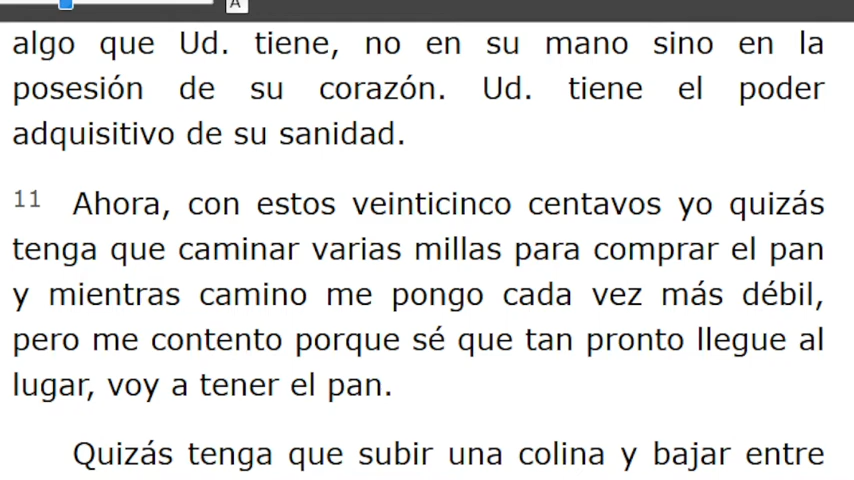 A
algo que Ud. tiene, no en su mano sino en la
posesión de su corazón. Ud. tiene el poder
adquisitivo de su sanidad.
11 Ahora, con estos veinticinco centavos yo quizás
tenga que caminar varias millas para comprar el pan
y mientras camino me pongo cada vez más débil,
pero me contento porque sé que tan pronto llegue al
lugar, voy a tener el pan.
Quizás tenga que subir una colina y bajar entre